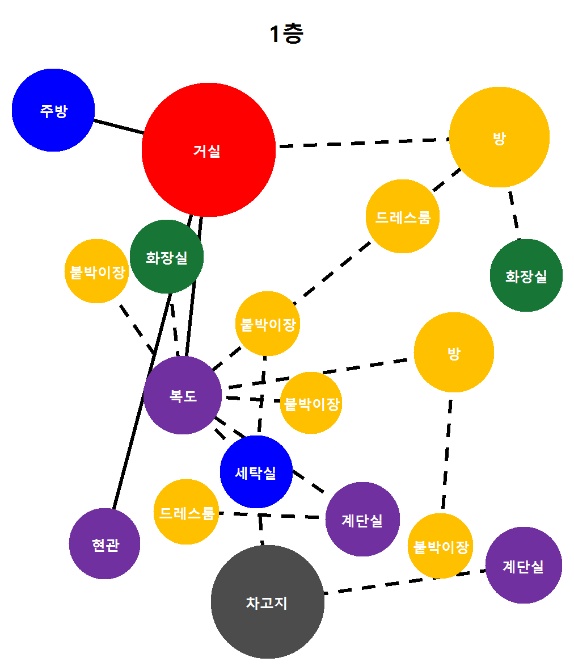 1층
주방
거실
방
드레스룸
화장실
붙박이장
화장실
붙박이장
방
복도
붙박이장
세탁실
드레스룸
계단실
현관
붙박이장
계단실
차고지